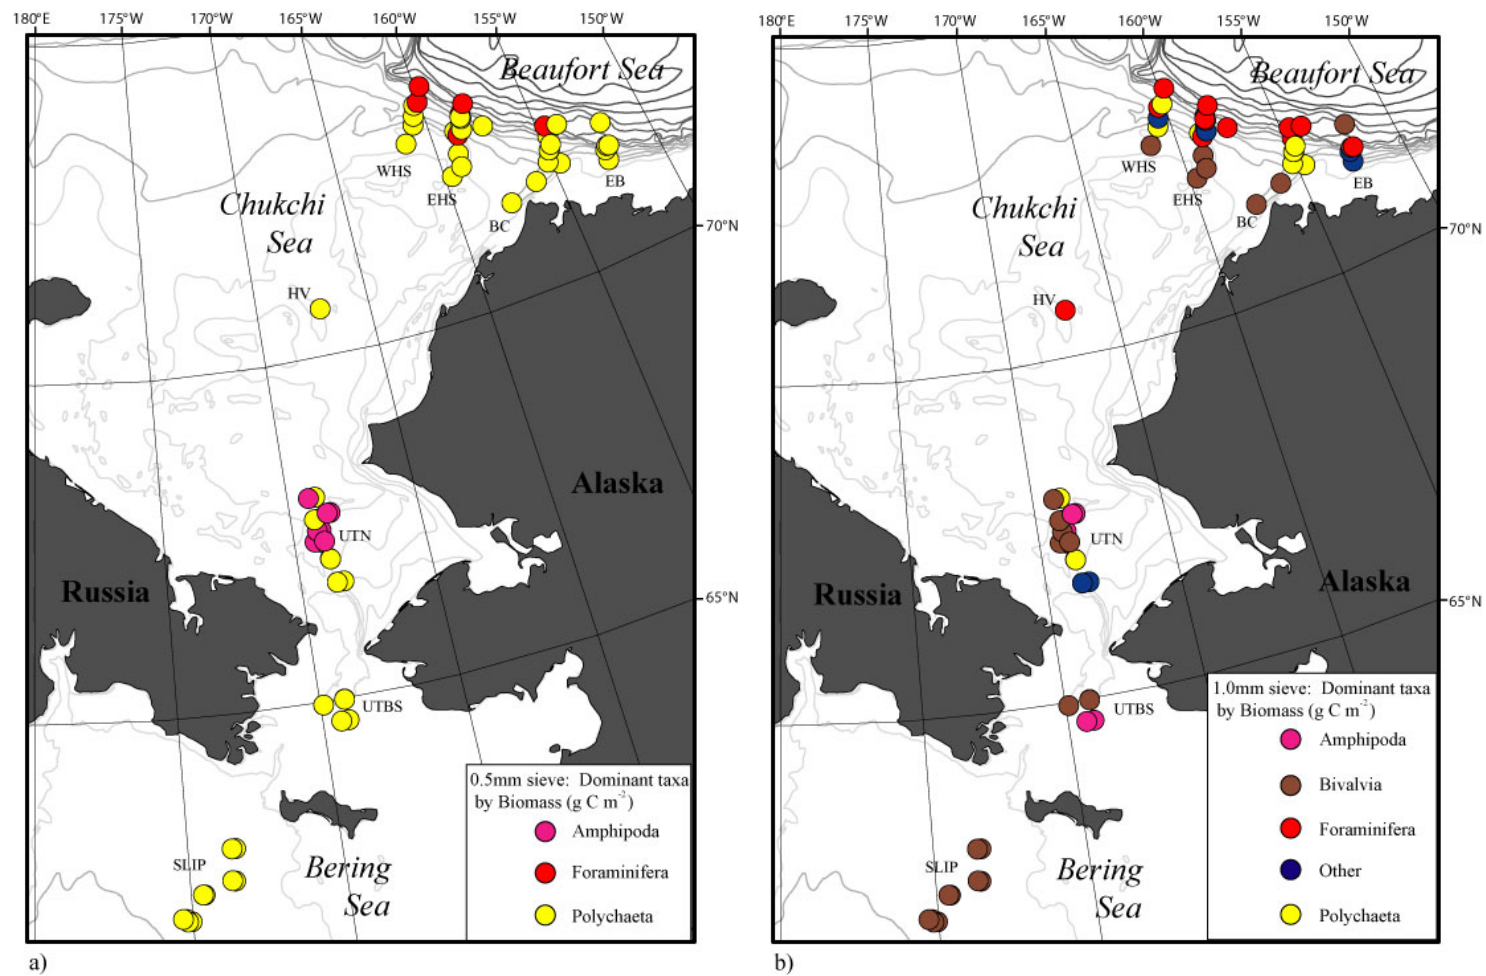 180°E 175°W 170°W 165°W 160°W 155°W 150°W
Beaufort Sea
WHS
EHS
EB
BC
Chukchi
Sea
70°N
HV
Alaska
UTN
Russia
65°N
UTBS
0.5mm sieve: Dominant taxa
by Biomass (g C m⁻²)
Amphipoda
Foraminifera
Polychaeta
SLIP
Bering
Sea
a)
180°E 175°W 170°W 165°W 160°W 155°W 150°W
Beaufort Sea
WHS
EHS
EB
BC
Chukchi
Sea
70°N
HV
UTN
Russia
Alaska
65°N
UTBS
1.0mm sieve: Dominant taxa
by Biomass (g C m⁻²)
Amphipoda
Bivalvia
Foraminifera
Other
Polychaeta
SLIP
Bering
Sea
b)